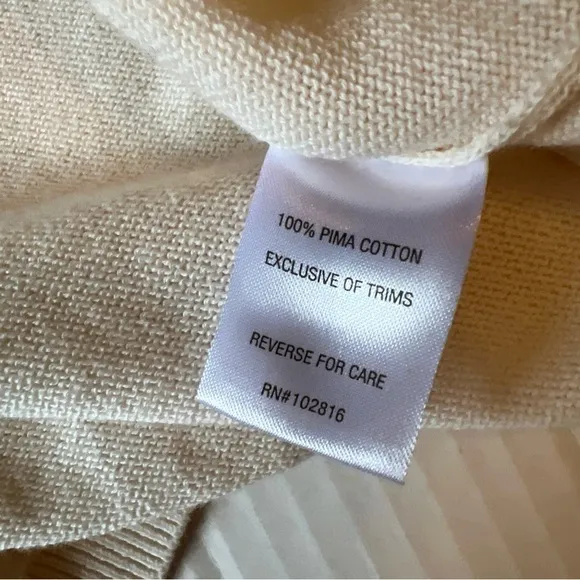 100% PIMA COTTON
EXCLUSIVE OF TRIMS
REVERSE FOR CARE
RN#102816